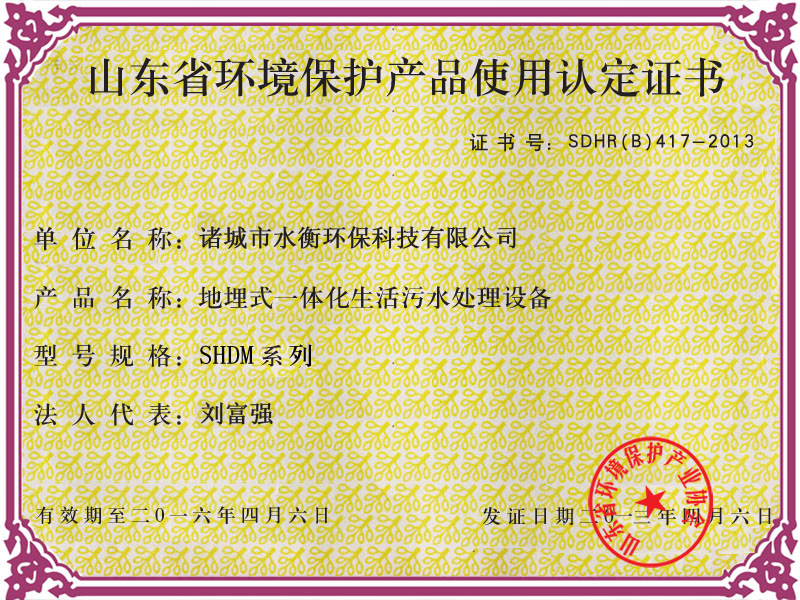 山东省环境保护产品使用认定证书
证书号：SDHR(B)417-2013
单位名称：诸城市水衡环保科技有限公司
产品名称：地埋式一体化生活污水处理设备
型号规格：SHDM系列
法人代表：刘富强
有效期至二0一六年四月六日
发证日期二0一三年四月六日
山东省环境保护产业协会